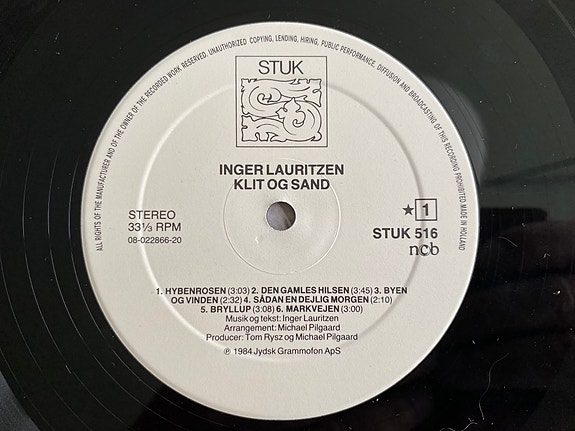 ALL RIGHTS OF THE MANUFACTURER AND OF THE OWNER OF THE RECORDED WORK RESERVED. UNAUTHORIZED COPYING, LENDING, HIRING, PUBLIC PERFORMANCE, DIFFUSION AND BROADCASTING OF THIS RECORDING PROHIBITED. MADE IN HOLLAND
STUK
INGER LAURITZEN
KLIT OG SAND
STEREO
33⅓ RPM
08-022866-20
★ 1
STUK 516
ncb
1. HYBENROSEN (3:03) 2. DEN GAMLES HILSEN (3:45) 3. BYEN
OG VINDEN (2:32) 4. SÅDAN EN DEJLIG MORGEN (2:10)
5. BRYLLUP (3:08) 6. MARKVEJEN (3:00)
Musik og tekst: Inger Lauritzen
Arrangement: Michael Pilgaard
Producer: Tom Rysz og Michael Pilgaard
℗ 1984 Jydsk Grammofon ApS